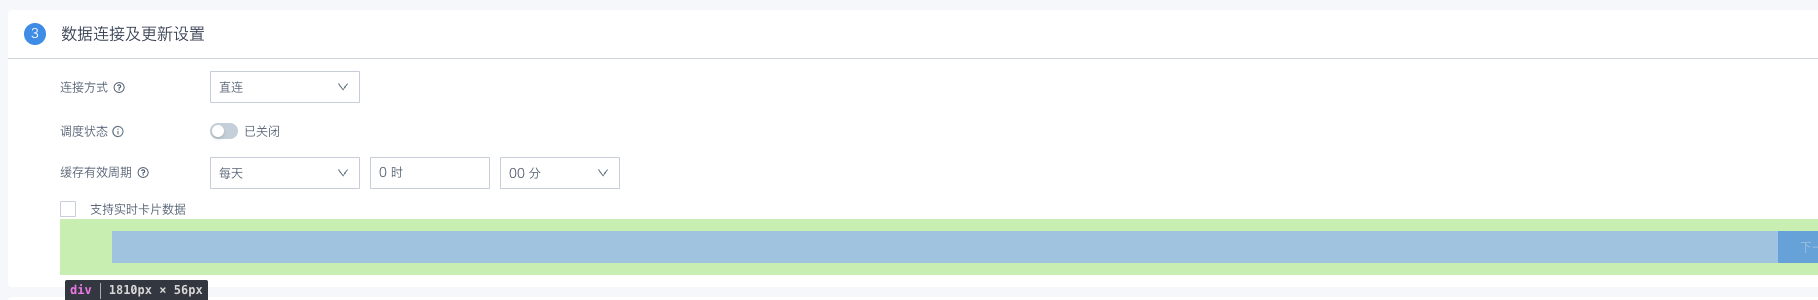 3 数据连接及更新设置
连接方式 直连
调度状态 已关闭
缓存有效周期 每天 0 时 00 分
支持实时卡片数据
下一
div 1810px × 56px